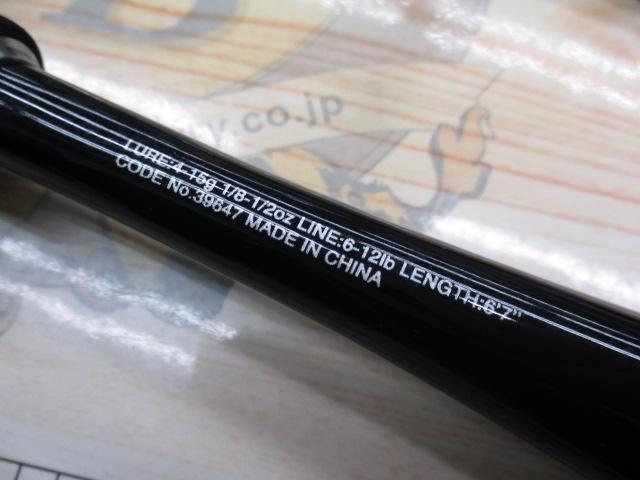 LURE:4-15g 1/8-1/2oz LINE:6-12lb LENGTH:6'7"
CODE No.39647 MADE IN CHINA
y.co.jp